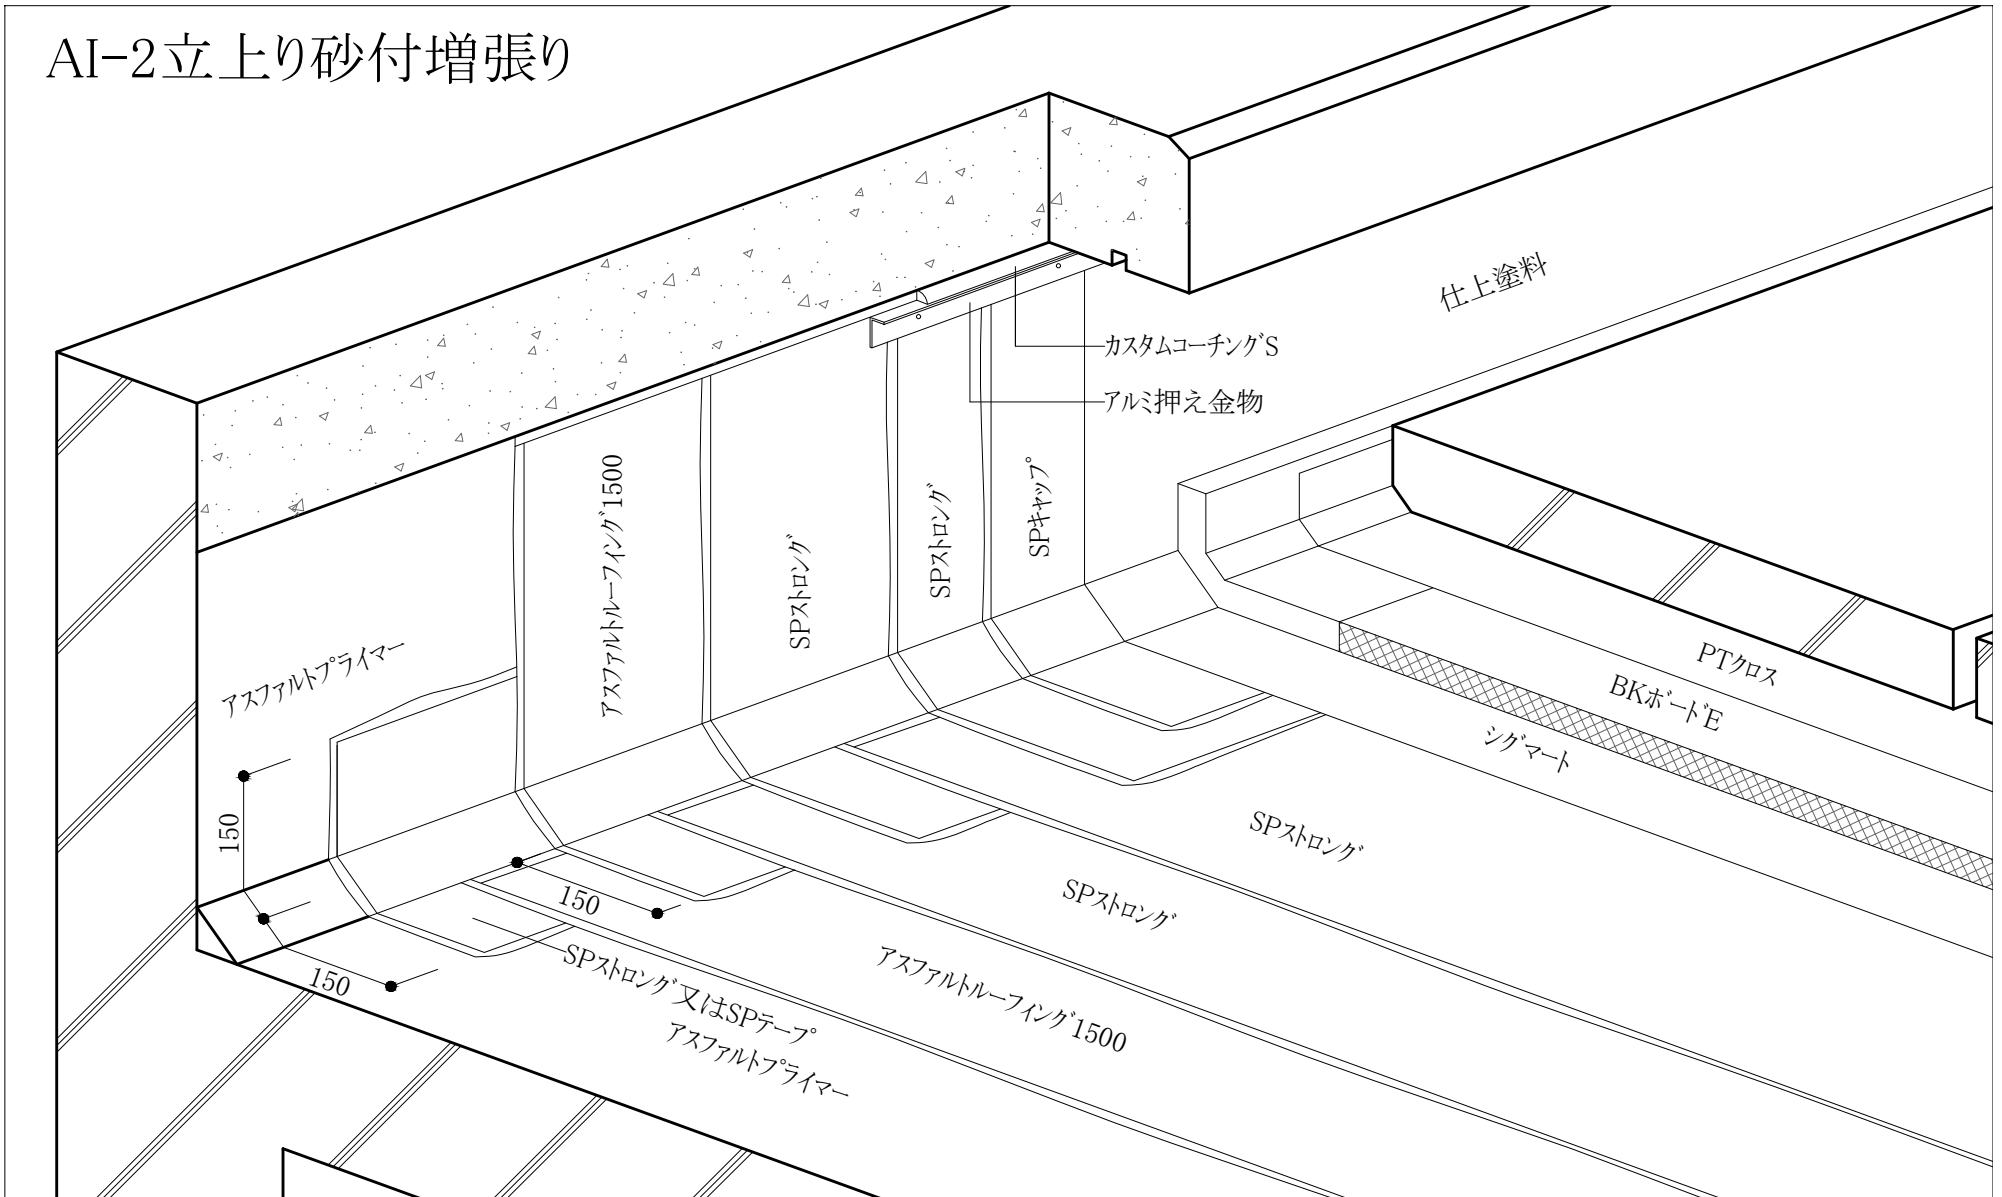 AI-2立上り砂付増張り
仕上塗料
カスタムコーチングS
アルミ押え金物
アスファルトプライマー
アスファルトルーフィング1500
SPストロング
SPストロング
SPキャップ
PTクロス
BKボードE
シグマート
SPストロング
SPストロング
アスファルトルーフィング1500
SPストロング又はSPテープ
アスファルトプライマー
150
150
150